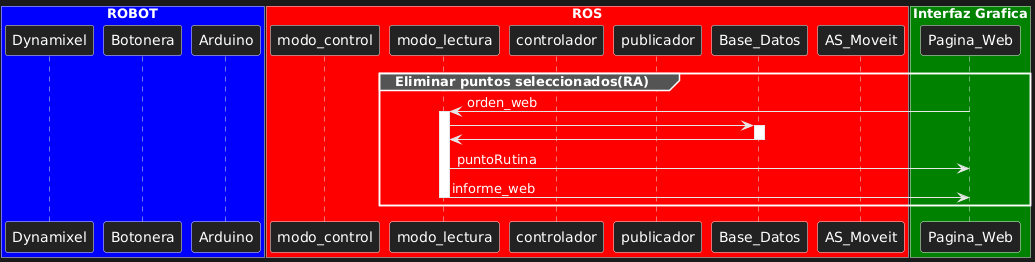 ROBOT ROS Interfaz Grafica
Dynamixel Botonera Arduino modo_control modo_lectura controlador publicador Base_Datos AS_Moveit Pagina_Web
Eliminar puntos seleccionados(RA)
orden_web
puntoRutina
informe_web
Dynamixel Botonera Arduino modo_control modo_lectura controlador publicador Base_Datos AS_Moveit Pagina_Web